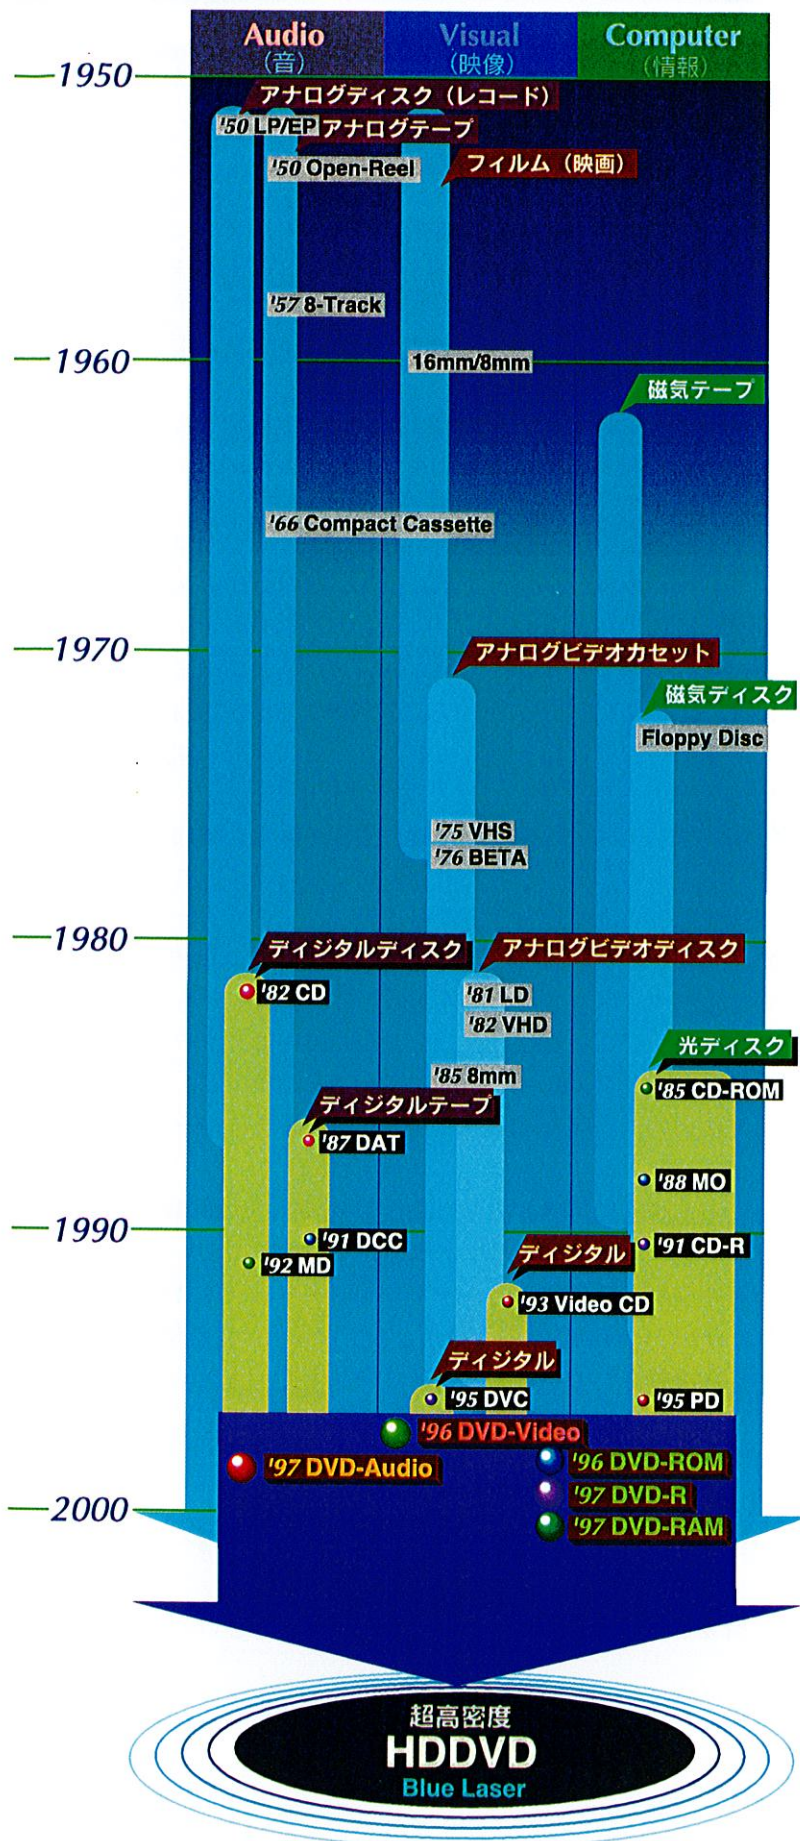 Audio
(音)
Visual
(映像)
Computer
(情報)
1950
アナログディスク（レコード）
'50 LP/EP
アナログテープ
'50 Open-Reel
フィルム（映画）
'57 8-Track
1960
16mm/8mm
磁気テープ
'66 Compact Cassette
1970
アナログビデオカセット
磁気ディスク
Floppy Disc
'75 VHS
'76 BETA
1980
ディジタルディスク
アナログビデオディスク
'82 CD
'81 LD
'82 VHD
光ディスク
'85 8mm
'85 CD-ROM
ディジタルテープ
'87 DAT
'88 MO
1990
'91 DCC
'91 CD-R
'92 MD
ディジタル
'93 Video CD
ディジタル
'95 DVC
'95 PD
'96 DVD-Video
'97 DVD-Audio
'96 DVD-ROM
'97 DVD-R
2000
'97 DVD-RAM
超高密度
HDDVD
Blue Laser